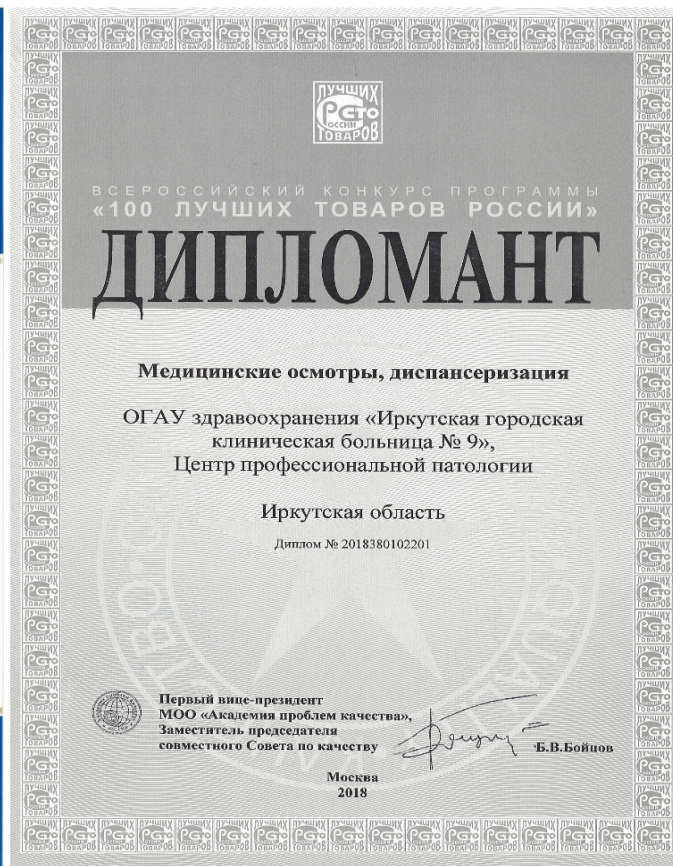 ЛУЧШИХ
РСТО
РОССИИ
ТОВАРОВ
ВСЕРОССИЙСКИЙ КОНКУРС ПРОГРАММЫ
«100 ЛУЧШИХ ТОВАРОВ РОССИИ»
ДИПЛОМАНТ
Медицинские осмотры, диспансеризация
ОГАУ здравоохранения «Иркутская городская
клиническая больница № 9»,
Центр профессиональной патологии
Иркутская область
Диплом № 2018380102201
Первый вице-президент
МОО «Академия проблем качества»,
Заместитель председателя
совместного Совета по качеству
Б.В.Бойцов
Москва
2018